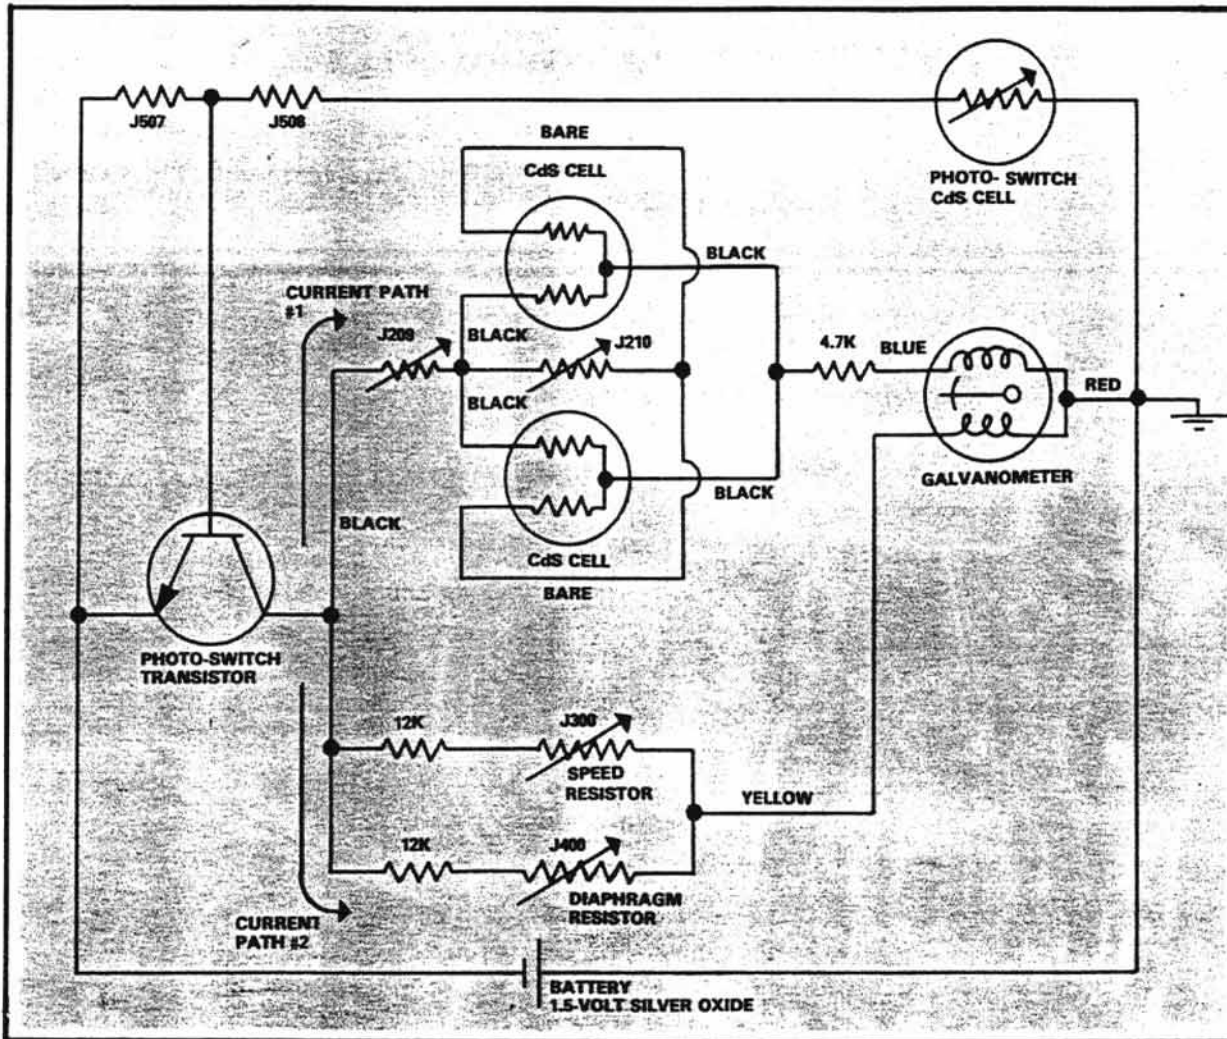 J507
J508
BARE
CdS CELL
PHOTO- SWITCH
CdS CELL
BLACK
CURRENT PATH
#1
J209
BLACK
J210
4.7K
BLUE
BLACK
RED
GALVANOMETER
BLACK
BLACK
CdS CELL
BARE
PHOTO-SWITCH
TRANSISTOR
12K
J300
SPEED
RESISTOR
YELLOW
12K
J400
DIAPHRAGM
RESISTOR
CURRENT
PATH #2
BATTERY
1.5-VOLT SILVER OXIDE